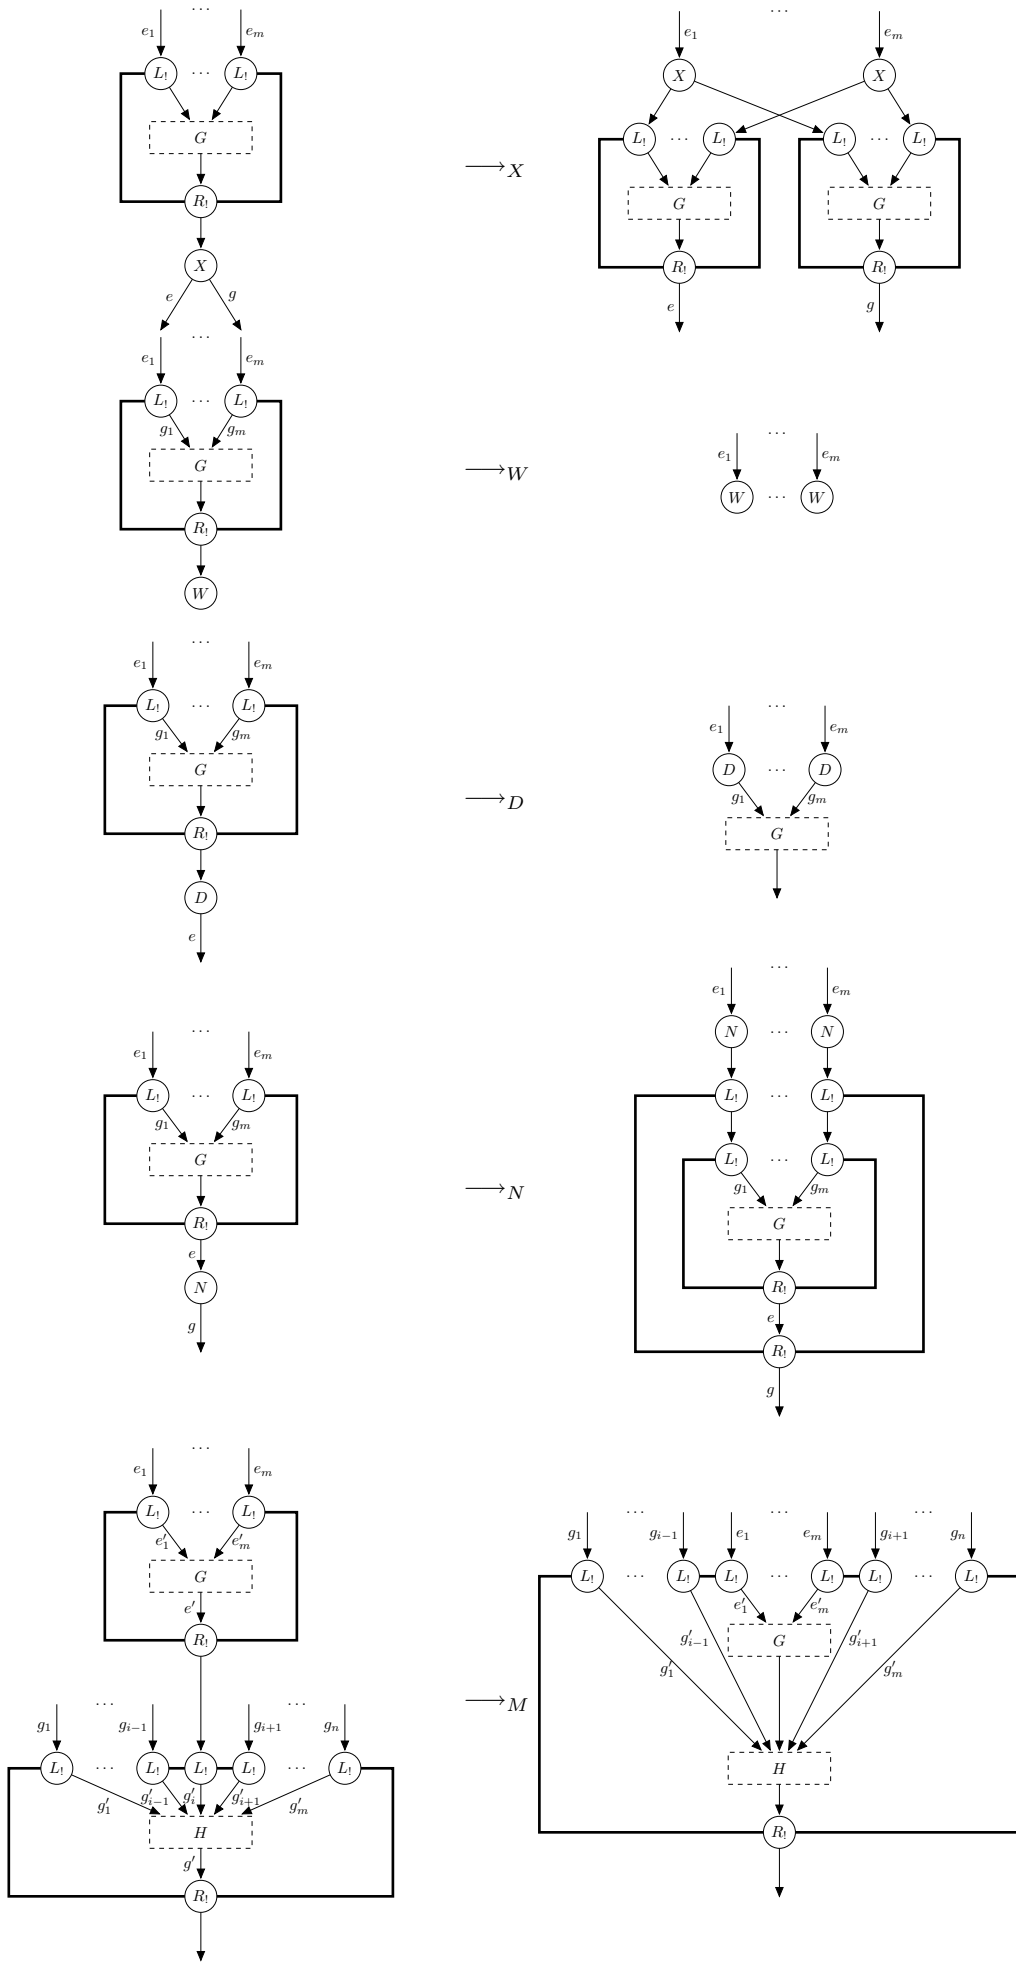 … …
e₁ eₘ e₁ eₘ
L! … L! X X
G L! … L! L! … L!
⟶X
R! G G
X R! R!
e g e g
…
e₁ eₘ
L! … L! …
g₁ gₘ e₁ eₘ
G ⟶W
W … W
R!
W
…
e₁ eₘ …
L! … L! e₁ eₘ
g₁ gₘ D … D
G ⟶D g₁ gₘ
R! G
D
e
…
e₁ eₘ
… N … N
e₁ eₘ
L! … L! L! … L!
g₁ gₘ L! … L!
G ⟶N g₁ gₘ
R! G
e
N R!
g e
R!
g
…
e₁ eₘ
L! … L! … … …
e′₁ e′ₘ g₁ gᵢ₋₁ e₁ eₘ gᵢ₊₁ gₙ
G L! … L! L! L! L! … L!
e′ e′₁ e′ₘ
R! g′ᵢ₋₁ G g′ᵢ₊₁
g′₁ g′ₘ
… … ⟶M
g₁ gᵢ₋₁ gᵢ₊₁ gₙ
L! … L! L! L! … L! H
g′₁ g′ᵢ₋₁ g′ᵢ g′ᵢ₊₁ g′ₘ
H R!
g′
R!